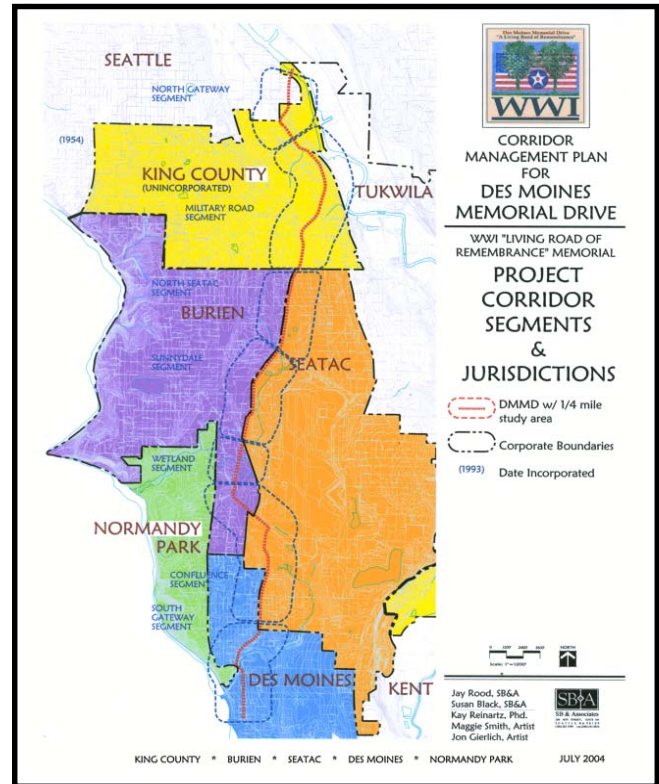 SEATTLE
NORTH GATEWAY
SEGMENT
(1954)
KING COUNTY
(UNINCORPORATED)
MILITARY ROAD
SEGMENT
TUKWILA
NORTH SEATAC
SEGMENT
BURIEN
SUNNYDALE
SEGMENT
SEATAC
WETLAND
SEGMENT
NORMANDY
PARK
CONFLUENCE
SEGMENT
SOUTH
GATEWAY
SEGMENT
DES MOINES
KENT
Des Moines Memorial Drive
"A Living Road of Remembrance"
WWI
CORRIDOR
MANAGEMENT PLAN
FOR
DES MOINES
MEMORIAL DRIVE
WWI "LIVING ROAD OF
REMEMBRANCE" MEMORIAL
PROJECT
CORRIDOR
SEGMENTS
&
JURISDICTIONS
DMMD w/ 1/4 mile
study area
Corporate Boundaries
(1993) Date Incorporated
NORTH
Jay Rood, SB&A
Susan Black, SB&A
Kay Reinartz, Phd.
Maggie Smith, Artist
Jon Gierlich, Artist
SB&A
SB & Associates
KING COUNTY * BURIEN * SEATAC * DES MOINES * NORMANDY PARK JULY 2004